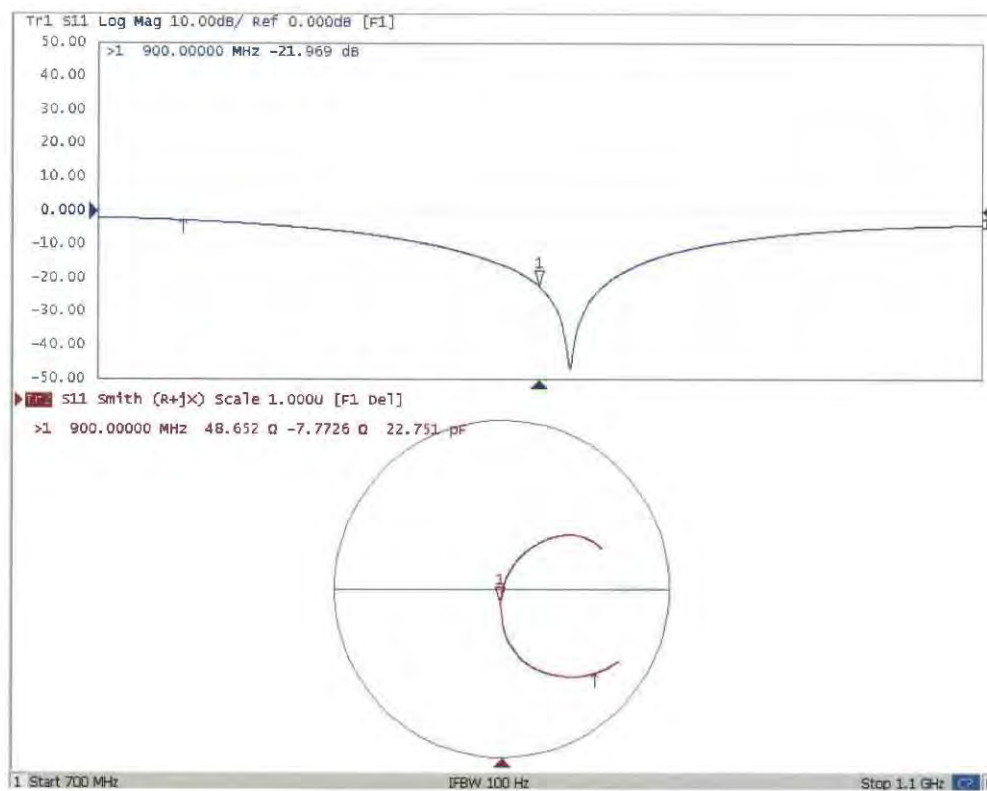 Tr1 S11 Log Mag 10.00dB/ Ref 0.000dB [F1]
50.00
>1 900.00000 MHz -21.969 dB
40.00
30.00
20.00
10.00
0.000
-10.00
1
-20.00
-30.00
-40.00
-50.00
Tr2 S11 Smith (R+jX) Scale 1.000U [F1 Del]
>1 900.00000 MHz 48.652 Ω -7.7726 Ω 22.751 pF
1
1 Start 700 MHz IFBW 100 Hz Stop 1.1 GHz C?